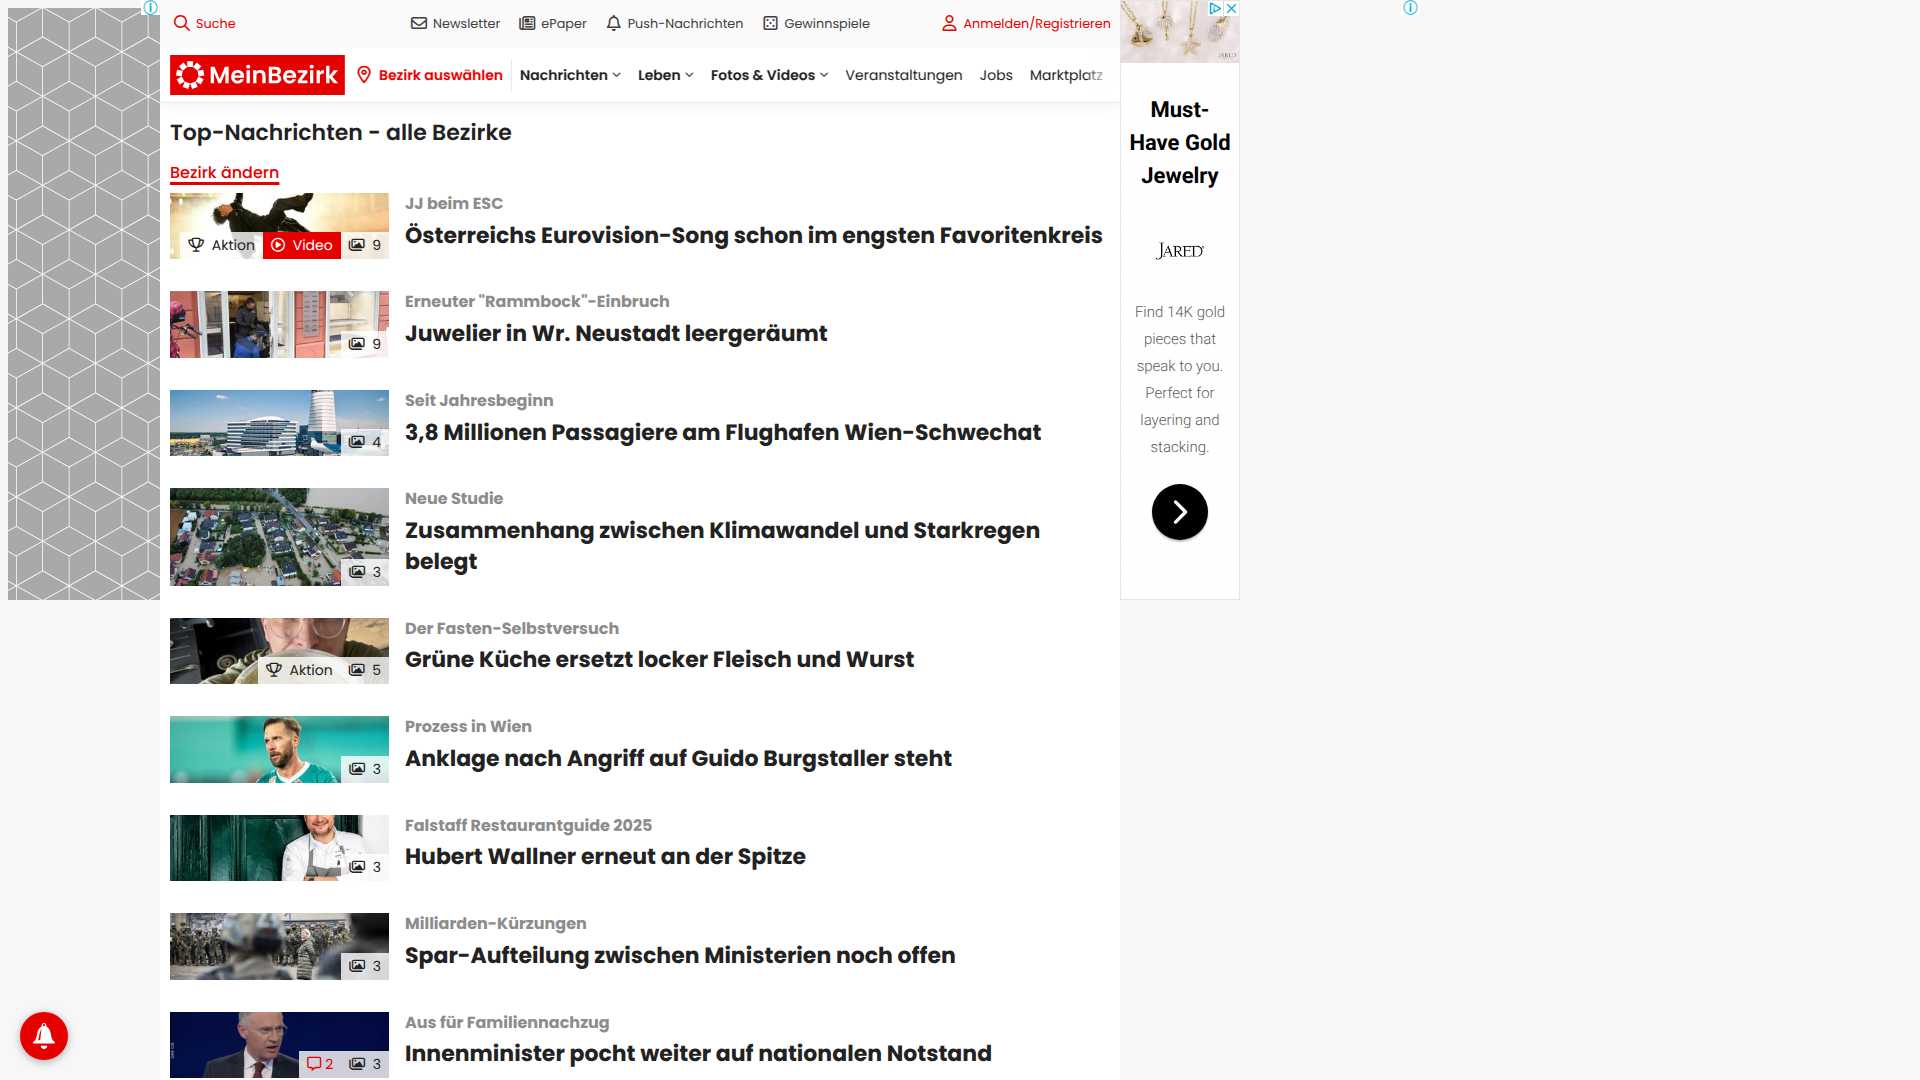 Suche
Newsletter
ePaper
Push-Nachrichten
Gewinnspiele
Anmelden/Registrieren
MeinBezirk
Bezirk auswählen
Nachrichten
Leben
Fotos & Videos
Veranstaltungen
Jobs
Marktplatz
Top-Nachrichten - alle Bezirke
Bezirk ändern
Aktion
Video
9
JJ beim ESC
Österreichs Eurovision-Song schon im engsten Favoritenkreis
9
Erneuter "Rammbock"-Einbruch
Juwelier in Wr. Neustadt leergeräumt
4
Seit Jahresbeginn
3,8 Millionen Passagiere am Flughafen Wien-Schwechat
3
Neue Studie
Zusammenhang zwischen Klimawandel und Starkregen
belegt
Aktion
5
Der Fasten-Selbstversuch
Grüne Küche ersetzt locker Fleisch und Wurst
3
Prozess in Wien
Anklage nach Angriff auf Guido Burgstaller steht
3
Falstaff Restaurantguide 2025
Hubert Wallner erneut an der Spitze
3
Milliarden-Kürzungen
Spar-Aufteilung zwischen Ministerien noch offen
2
3
Aus für Familiennachzug
Innenminister pocht weiter auf nationalen Notstand
JARED
Must-
Have Gold
Jewelry
JARED
Find 14K gold
pieces that
speak to you.
Perfect for
layering and
stacking.